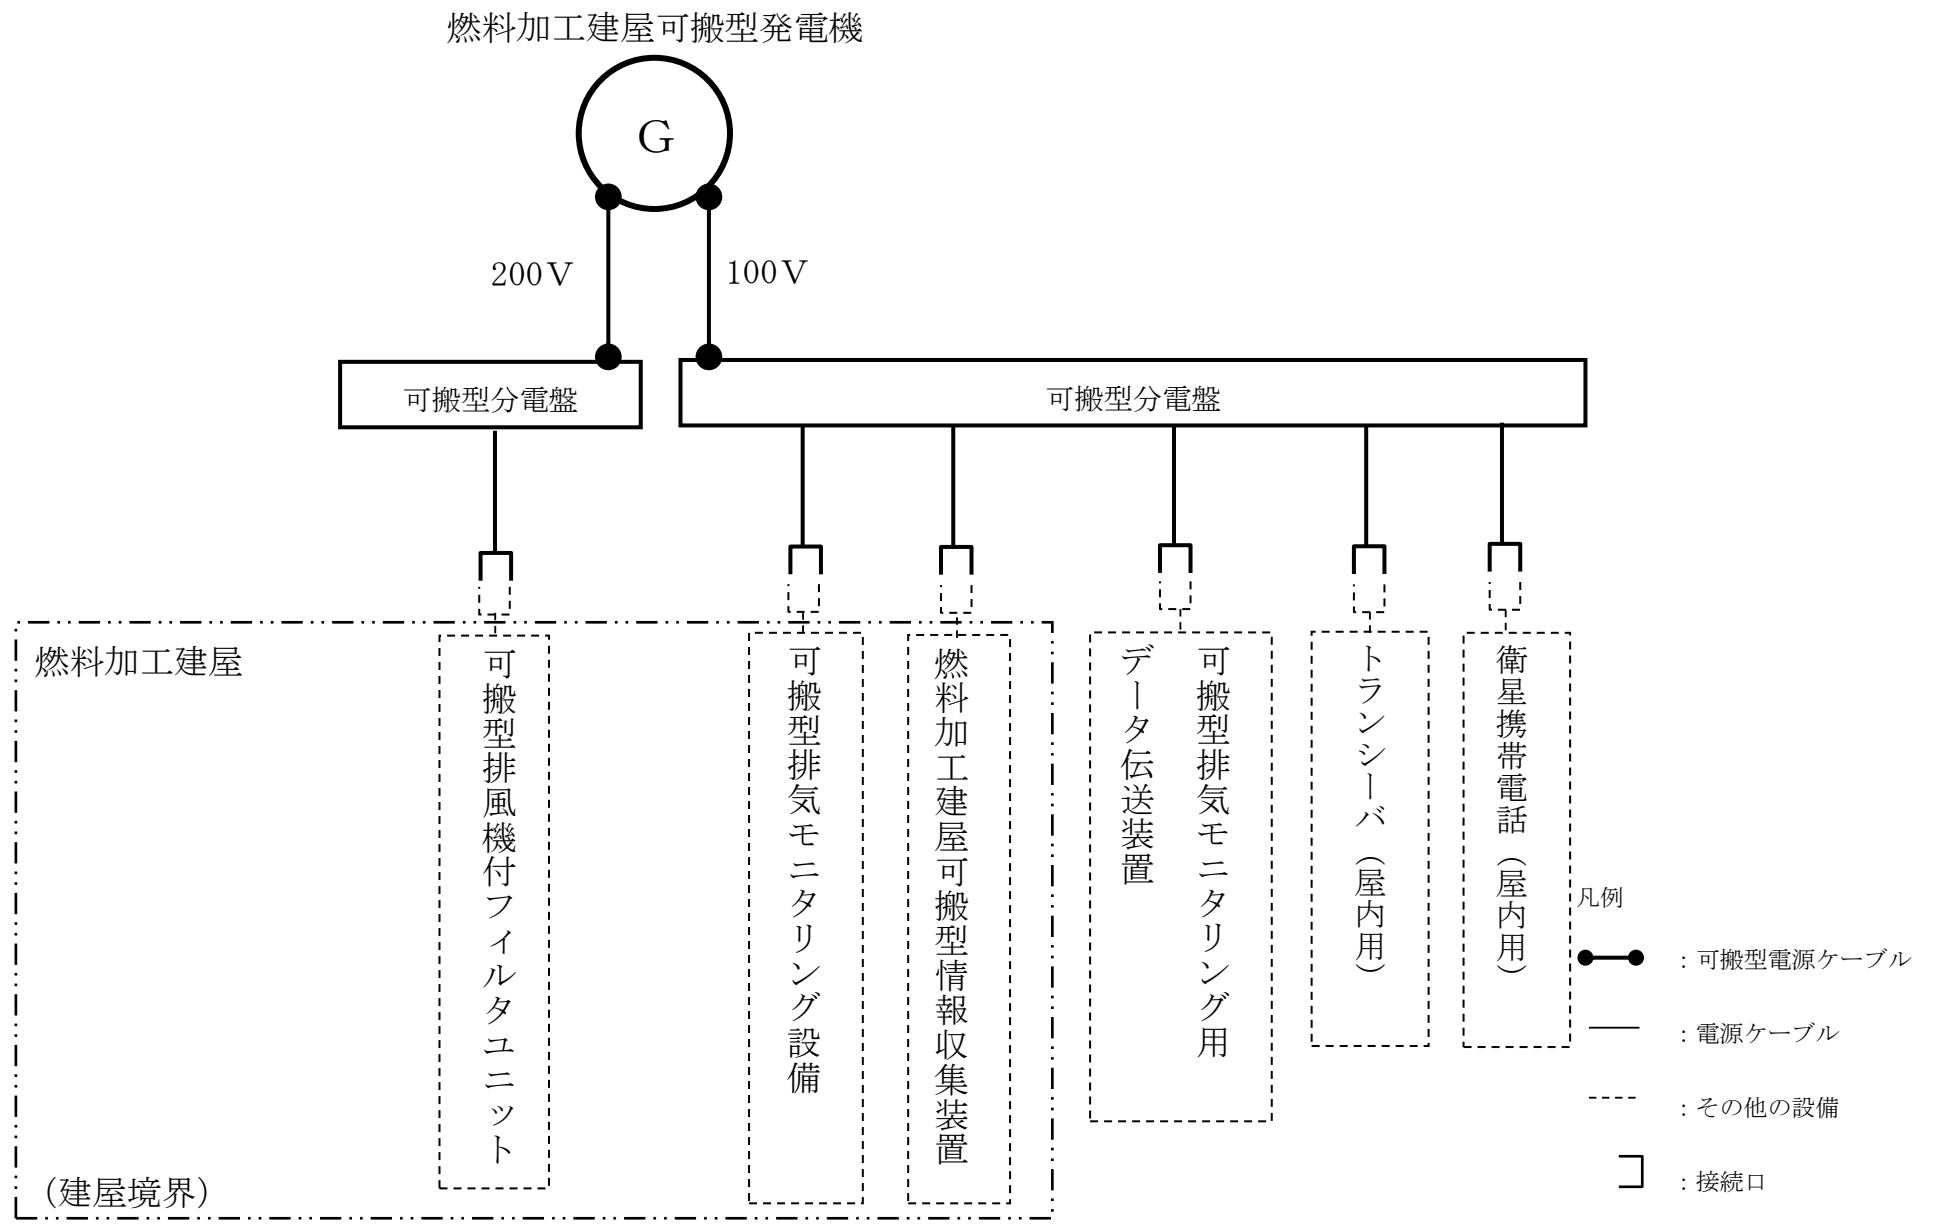 燃料加工建屋可搬型発電機
G
200V
100V
可搬型分電盤
可搬型分電盤
燃料加工建屋
可搬型排風機付フィルタユニット
可搬型排気モニタリング設備
燃料加工建屋可搬型情報収集装置
可搬型排気モニタリング用
データ伝送装置
トランシーバ（屋内用）
衛星携帯電話（屋内用）
（建屋境界）
凡例
：可搬型電源ケーブル
：電源ケーブル
：その他の設備
：接続口